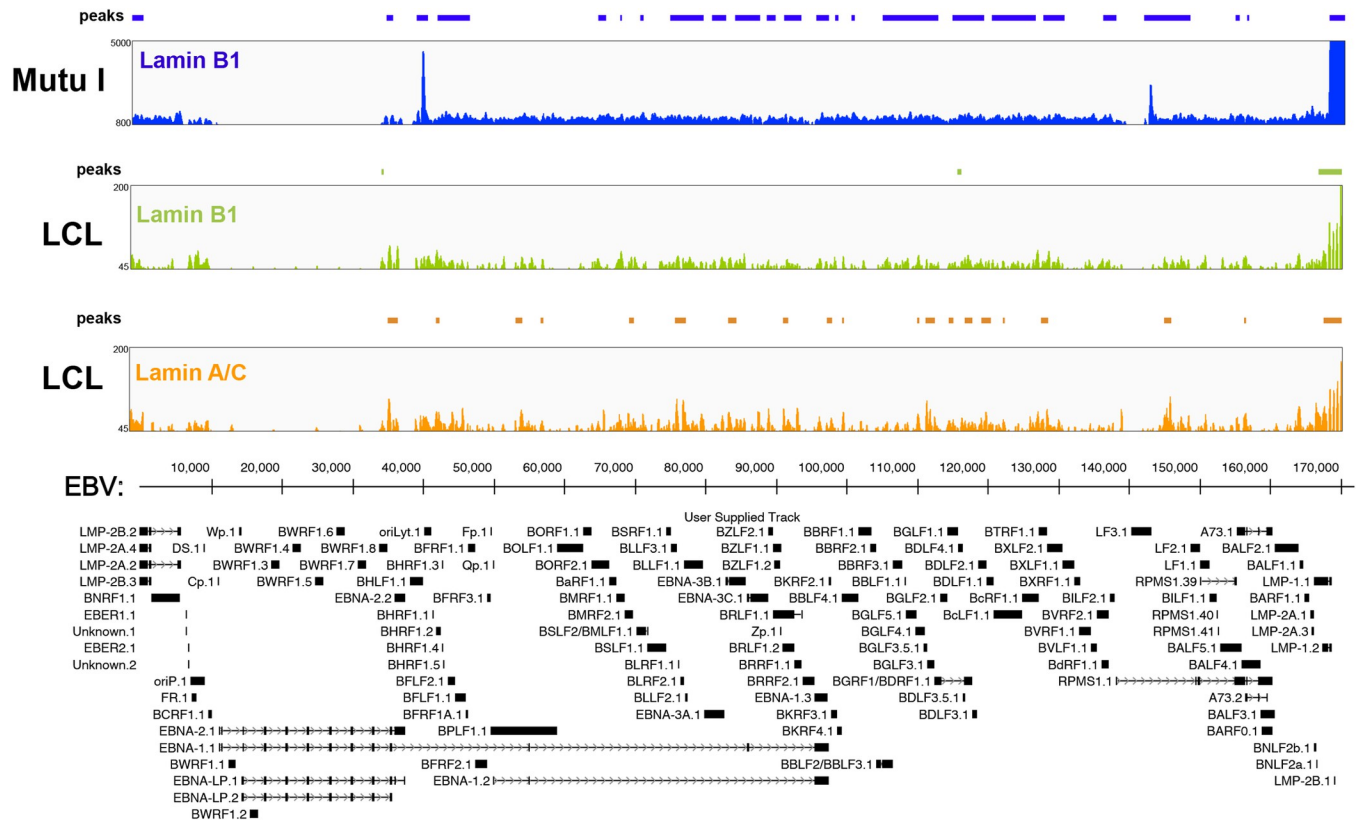 peaks
5000
Lamin B1
Mutu I
800
peaks
200
Lamin B1
LCL
45
peaks
200
Lamin A/C
LCL
45
10,000 20,000 30,000 40,000 50,000 60,000 70,000 80,000 90,000 100,000 110,000 120,000 130,000 140,000 150,000 160,000 170,000
EBV:
User Supplied Track
LMP-2B.2 Wp.1 BWRF1.6 oriLyt.1 Fp.1 BORF1.1 BSRF1.1 BZLF2.1 BBRF1.1 BGLF1.1 BTRF1.1 LF3.1 A73.1
LMP-2A.4 DS.1 BWRF1.4 BWRF1.8 BFRF1.1 BOLF1.1 BLLF3.1 BZLF1.1 BBRF2.1 BDLF4.1 BXLF2.1 LF2.1 BALF2.1
LMP-2A.2 BWRF1.3 BWRF1.7 BHRF1.3 Qp.1 BORF2.1 BLLF1.1 BZLF1.2 BBRF3.1 BDLF2.1 BXLF1.1 LF1.1 BALF1.1
LMP-2B.3 Cp.1 BWRF1.5 BHLF1.1 BaRF1.1 EBNA-3B.1 BKRF2.1 BBLF1.1 BDLF1.1 BXRF1.1 RPMS1.39 LMP-1.1
BNRF1.1 EBNA-2.2 BFRF3.1 BMRF1.1 EBNA-3C.1 BBLF4.1 BGLF2.1 BcRF1.1 BILF2.1 BILF1.1 BARF1.1
EBER1.1 BHRF1.1 BMRF2.1 BRLF1.1 BGLF5.1 BcLF1.1 BVRF2.1 RPMS1.40 LMP-2A.1
Unknown.1 BHRF1.2 BSLF2/BMLF1.1 Zp.1 BGLF4.1 BVRF1.1 RPMS1.41 LMP-2A.3
EBER2.1 BHRF1.4 BSLF1.1 BRLF1.2 BGLF3.5.1 BVLF1.1 BALF5.1 LMP-1.2
Unknown.2 BHRF1.5 BLRF1.1 BRRF1.1 BGLF3.1 BdRF1.1 BALF4.1
oriP.1 BFLF2.1 BLRF2.1 BRRF2.1 BGRF1/BDRF1.1 RPMS1.1
FR.1 BFLF1.1 BLLF2.1 EBNA-1.3 BDLF3.5.1 A73.2
BCRF1.1 BFRF1A.1 EBNA-3A.1 BKRF3.1 BDLF3.1 BALF3.1
EBNA-2.1 BPLF1.1 BKRF4.1 BARF0.1
EBNA-1.1 BNLF2b.1
BWRF1.1 BFRF2.1 BBLF2/BBLF3.1 BNLF2a.1
EBNA-LP.1 EBNA-1.2 LMP-2B.1
EBNA-LP.2
BWRF1.2